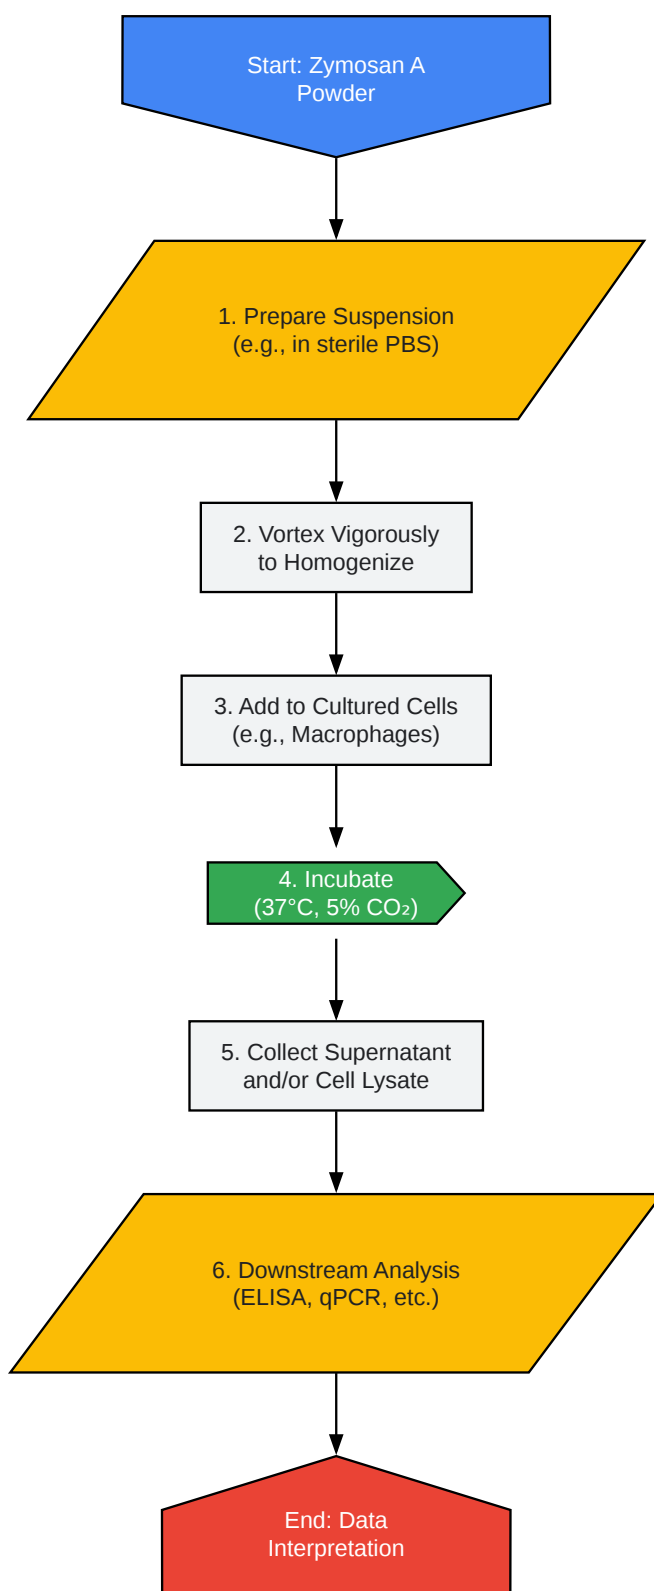 Start: Zymosan A
Powder
1. Prepare Suspension
(e.g., in sterile PBS)
2. Vortex Vigorously
to Homogenize
3. Add to Cultured Cells
(e.g., Macrophages)
4. Incubate
(37°C, 5% CO₂)
5. Collect Supernatant
and/or Cell Lysate
6. Downstream Analysis
(ELISA, qPCR, etc.)
End: Data
Interpretation